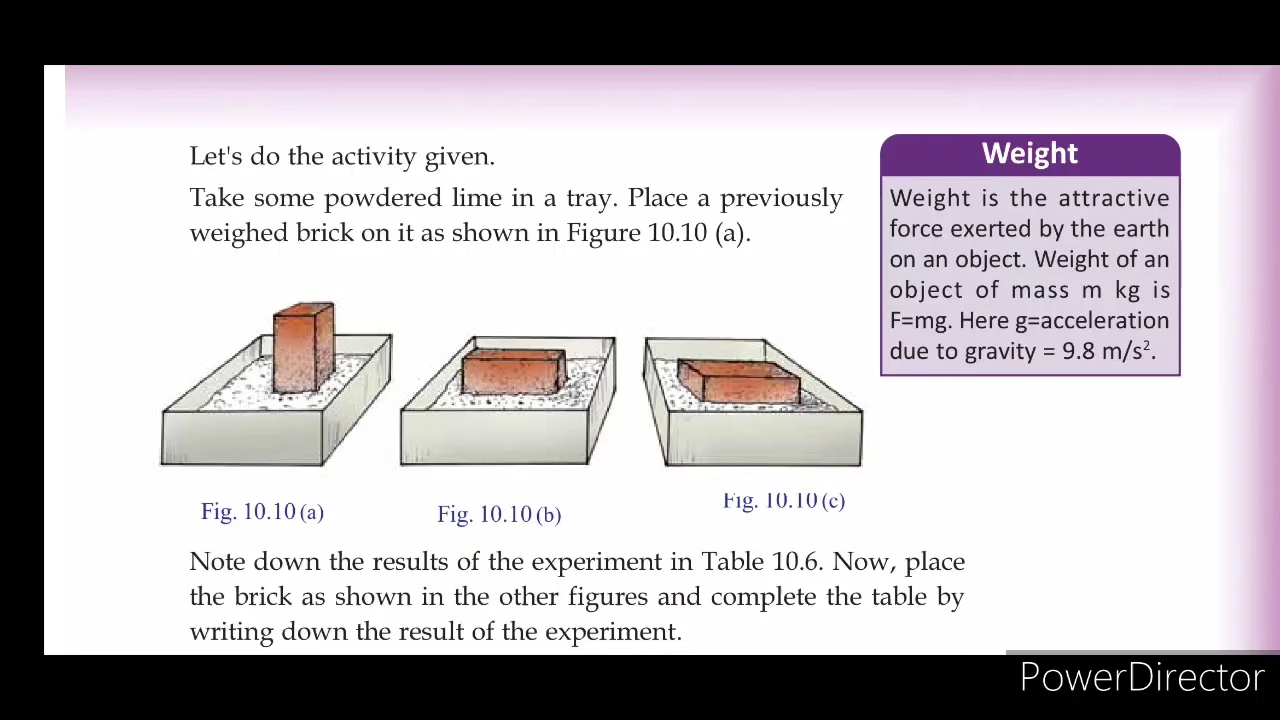 Let's do the activity given.
Take some powdered lime in a tray. Place a previously
weighed brick on it as shown in Figure 10.10 (a).
Weight
Weight is the attractive
force exerted by the earth
on an object. Weight of an
object of mass m kg is
F=mg. Here g=acceleration
due to gravity = 9.8 m/s².
Fig. 10.10 (a)
Fig. 10.10 (b)
Fig. 10.10 (c)
Note down the results of the experiment in Table 10.6. Now, place
the brick as shown in the other figures and complete the table by
writing down the result of the experiment.
PowerDirector